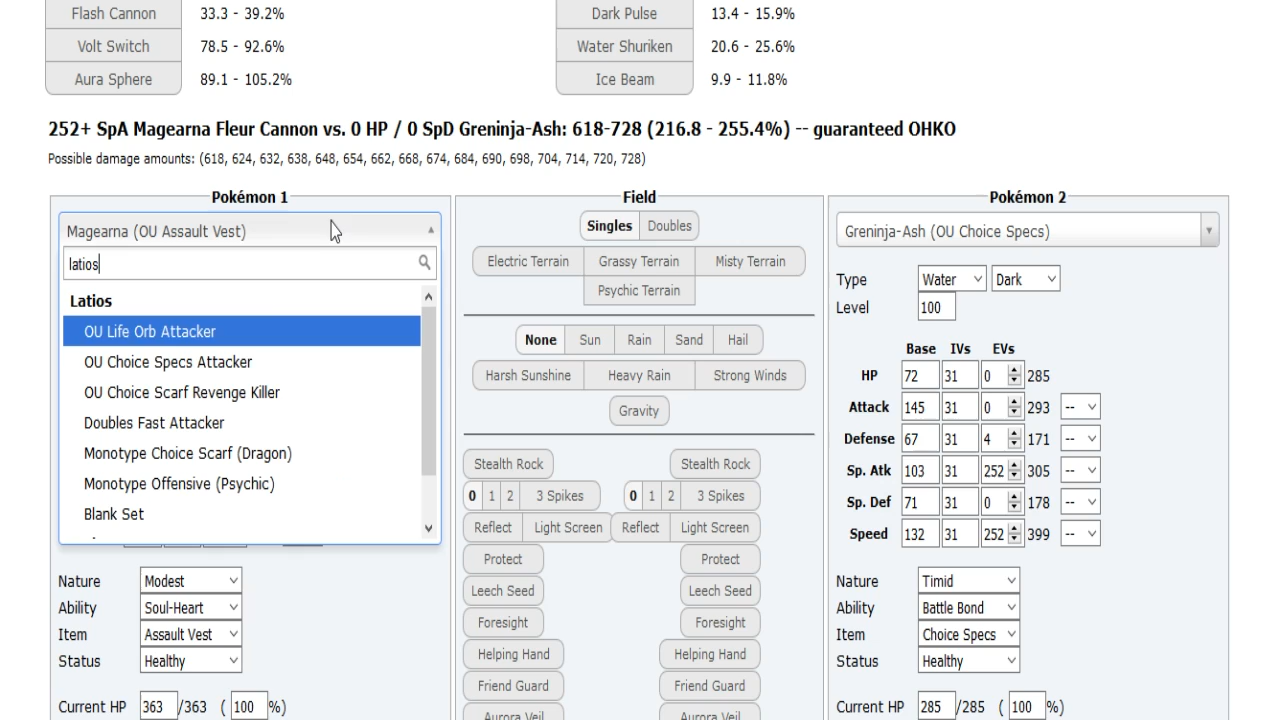 Flash Cannon 33.3 - 39.2% Dark Pulse 13.4 - 15.9%
Volt Switch 78.5 - 92.6% Water Shuriken 20.6 - 25.6%
Aura Sphere 89.1 - 105.2% Ice Beam 9.9 - 11.8%
252+ SpA Magearna Fleur Cannon vs. 0 HP / 0 SpD Greninja-Ash: 618-728 (216.8 - 255.4%) -- guaranteed OHKO
Possible damage amounts: (618, 624, 632, 638, 648, 654, 662, 668, 674, 684, 690, 698, 704, 714, 720, 728)
Pokémon 1
Magearna (OU Assault Vest)
latios
Latios
OU Life Orb Attacker
OU Choice Specs Attacker
OU Choice Scarf Revenge Killer
Doubles Fast Attacker
Monotype Choice Scarf (Dragon)
Monotype Offensive (Psychic)
Blank Set
Nature Modest
Ability Soul-Heart
Item Assault Vest
Status Healthy
Current HP 363 /363 ( 100 %)
Field
Singles Doubles
Electric Terrain Grassy Terrain Misty Terrain
Psychic Terrain
None Sun Rain Sand Hail
Harsh Sunshine Heavy Rain Strong Winds
Gravity
Stealth Rock Stealth Rock
0 1 2 3 Spikes 0 1 2 3 Spikes
Reflect Light Screen Reflect Light Screen
Protect Protect
Leech Seed Leech Seed
Foresight Foresight
Helping Hand Helping Hand
Friend Guard Friend Guard
Aurora Veil Aurora Veil
Pokémon 2
Greninja-Ash (OU Choice Specs)
Type Water Dark
Level 100
Base IVs EVs
HP 72 31 0 285
Attack 145 31 0 293 --
Defense 67 31 4 171 --
Sp. Atk 103 31 252 305 --
Sp. Def 71 31 0 178 --
Speed 132 31 252 399 --
Nature Timid
Ability Battle Bond
Item Choice Specs
Status Healthy
Current HP 285 /285 ( 100 %)